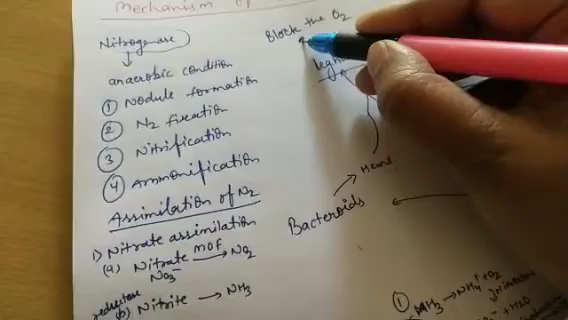 Mechanism of
Nitrogenase
anaerobic condition
① Nodule formation
② N2 fixation
③ Nitrification
④ Ammonification
Assimilation of N2
1) Nitrate assimilation
(a) Nitrate mof → NO2
NO3-
reductase
b) Nitrite → NH3
Block the O2
Heme
Bacteroids
① NH3 → NH4+ + O2
+ H2O